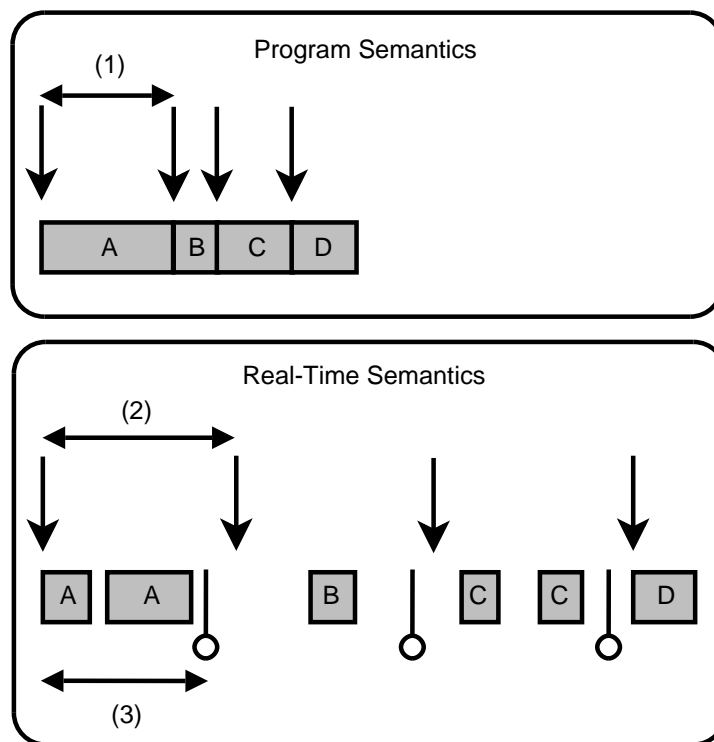 Program Semantics
(1)
A B C D
Real-Time Semantics
(2)
A A B C C D
(3)